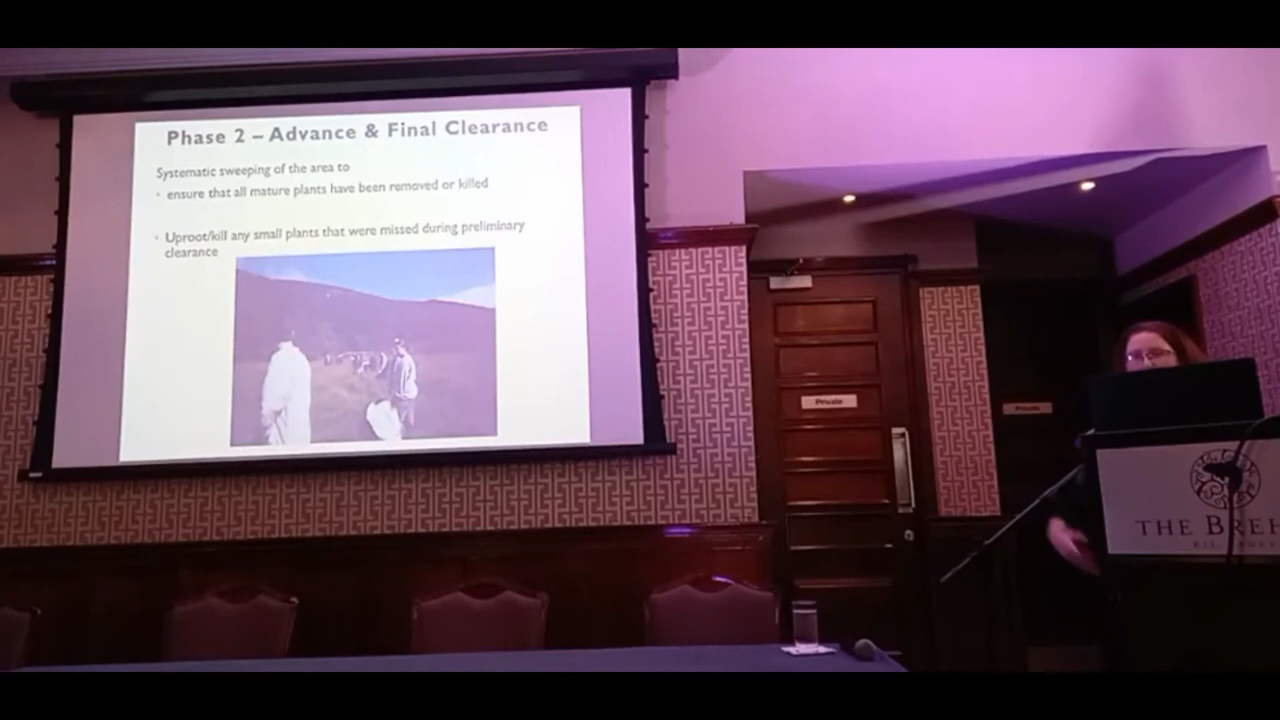 Phase 2 – Advance & Final Clearance
Systematic sweeping of the area to
• ensure that all mature plants have been removed or killed
• Uproot/kill any small plants that were missed during preliminary
clearance
Private
Private
THE BREH